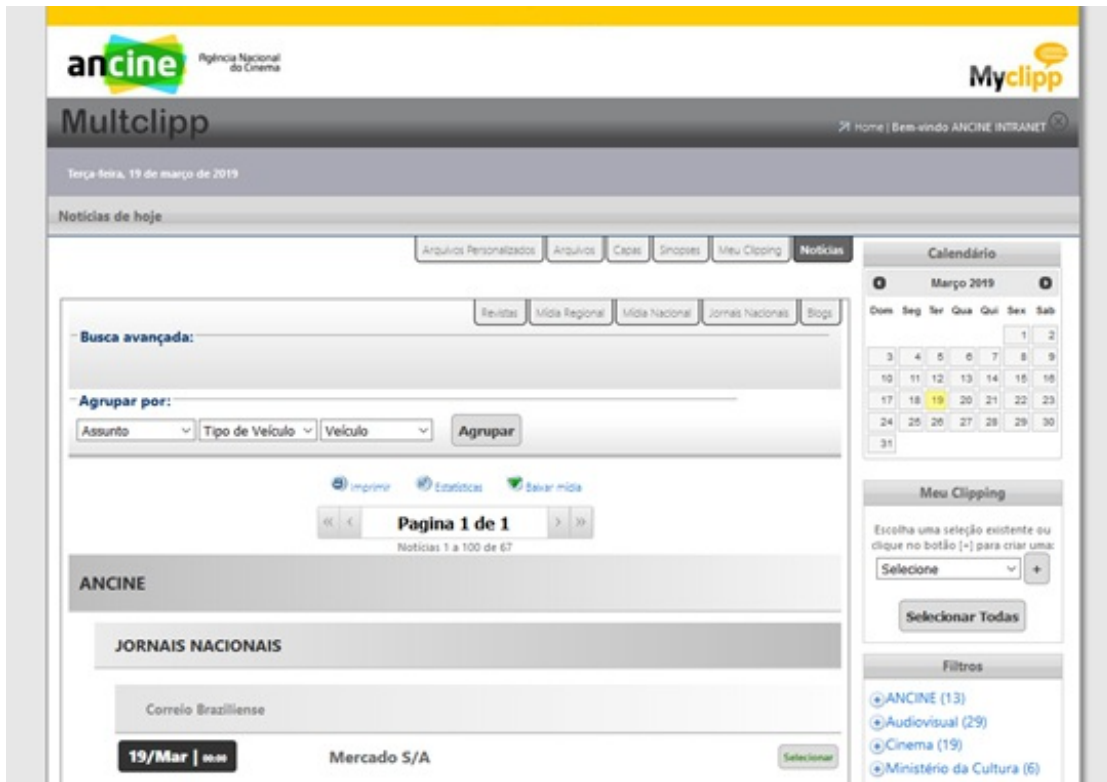 ancine Agência Nacional
do Cinema
Myclipp
Multclipp
Home | Bem-vindo ANCINE INTRANET
Terça-feira, 19 de março de 2019
Notícias de hoje
Arquivos Personalizados Arquivos Capas Sinopses Meu Clipping Notícias
Revistas Mídia Regional Mídia Nacional Jornais Nacionais Blogs
Busca avançada:
Agrupar por:
Assunto Tipo de Veículo Veículo Agrupar
Imprimir Estatísticas Baixar mídia
« < Pagina 1 de 1 > »
Notícias 1 a 100 de 67
ANCINE
JORNAIS NACIONAIS
Correio Braziliense
19/Mar | 00:00 Mercado S/A Selecionar
Calendário
Março 2019
Dom Seg Ter Qua Qui Sex Sab
1 2
3 4 5 6 7 8 9
10 11 12 13 14 15 16
17 18 19 20 21 22 23
24 25 26 27 28 29 30
31
Meu Clipping
Escolha uma seleção existente ou
clique no botão [+] para criar uma:
Selecione +
Selecionar Todas
Filtros
ANCINE (13)
Audiovisual (29)
Cinema (19)
Ministério da Cultura (6)